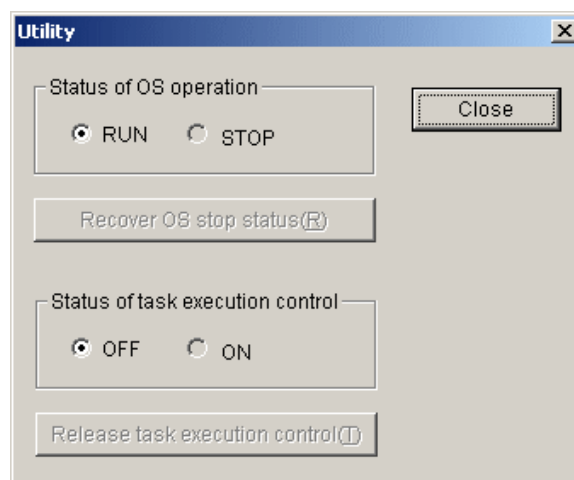 Utility
Status of OS operation
Close
RUN STOP
Recover OS stop status(R)
Status of task execution control
OFF ON
Release task execution control(T)